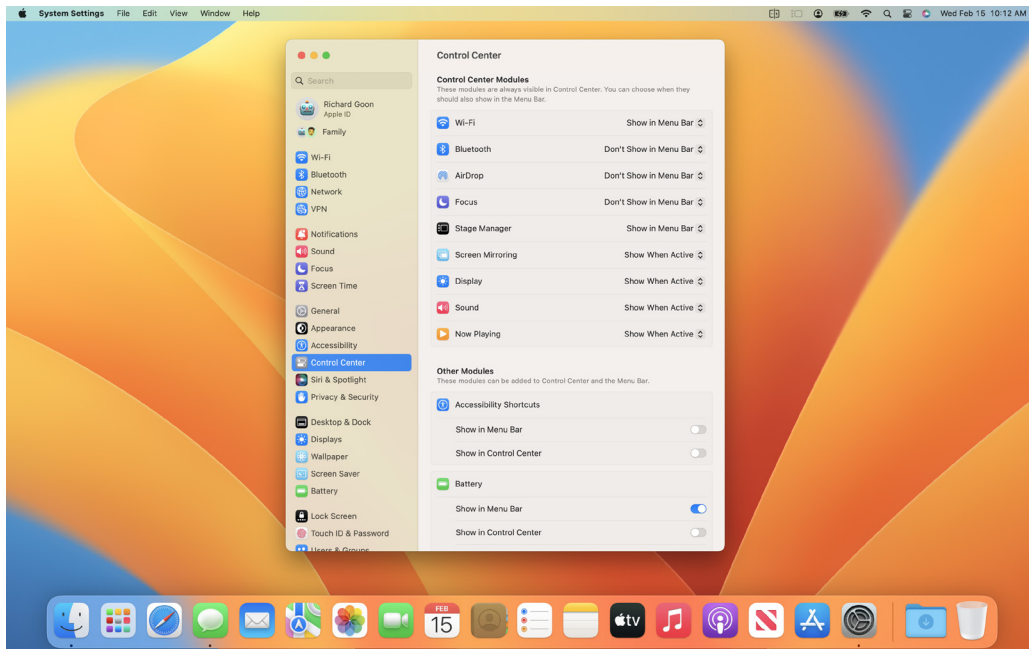 System Settings File Edit View Window Help
Wed Feb 15 10:12 AM
Search
Richard Goon
Apple ID
Family
Wi-Fi
Bluetooth
Network
VPN
Notifications
Sound
Focus
Screen Time
General
Appearance
Accessibility
Control Center
Siri & Spotlight
Privacy & Security
Desktop & Dock
Displays
Wallpaper
Screen Saver
Battery
Lock Screen
Touch ID & Password
Users & Groups
Control Center
Control Center Modules
These modules are always visible in Control Center. You can choose when they
should also show in the Menu Bar.
Wi-Fi Show in Menu Bar
Bluetooth Don't Show in Menu Bar
AirDrop Don't Show in Menu Bar
Focus Don't Show in Menu Bar
Stage Manager Show in Menu Bar
Screen Mirroring Show When Active
Display Show When Active
Sound Show When Active
Now Playing Show When Active
Other Modules
These modules can be added to Control Center and the Menu Bar.
Accessibility Shortcuts
Show in Menu Bar
Show in Control Center
Battery
Show in Menu Bar
Show in Control Center
FEB
15
tv